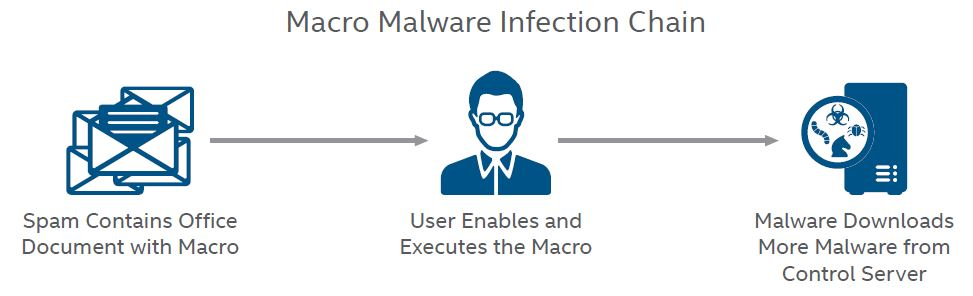 Macro Malware Infection Chain
Spam Contains Office
Document with Macro
User Enables and
Executes the Macro
Malware Downloads
More Malware from
Control Server